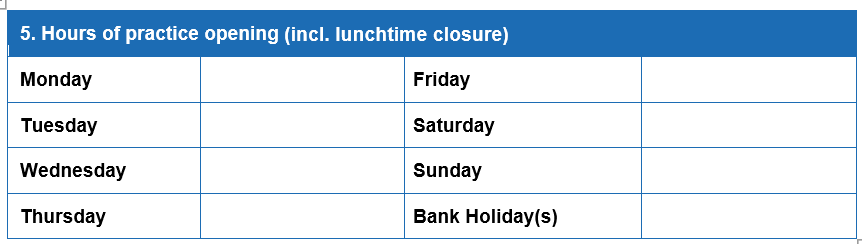 5. Hours of practice opening (incl. lunchtime closure)
Monday Friday
Tuesday Saturday
Wednesday Sunday
Thursday Bank Holiday(s)